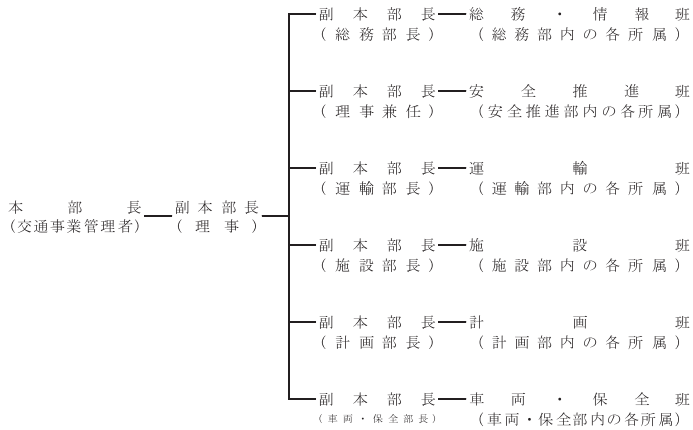 本部長
(交通事業管理者)
副本部長
(理事)
副本部長
(総務部長)
総務・情報班
(総務部内の各所属)
副本部長
(理事兼任)
安全推進班
(安全推進部内の各所属)
副本部長
(運輸部長)
運輸班
(運輸部内の各所属)
副本部長
(施設部長)
施設班
(施設部内の各所属)
副本部長
(計画部長)
計画班
(計画部内の各所属)
副本部長
(車両・保全部長)
車両・保全班
(車両・保全部内の各所属)